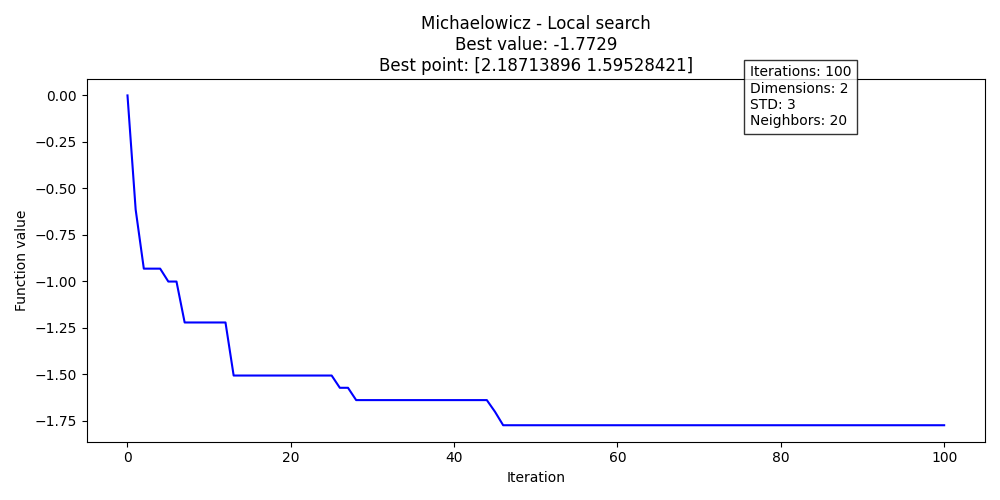 Michaelowicz - Local search
Best value: -1.7729
Best point: [2.18713896 1.59528421]
Iterations: 100
Dimensions: 2
STD: 3
Neighbors: 20
Function value
0.00
−0.25
−0.50
−0.75
−1.00
−1.25
−1.50
−1.75
0 20 40 60 80 100
Iteration